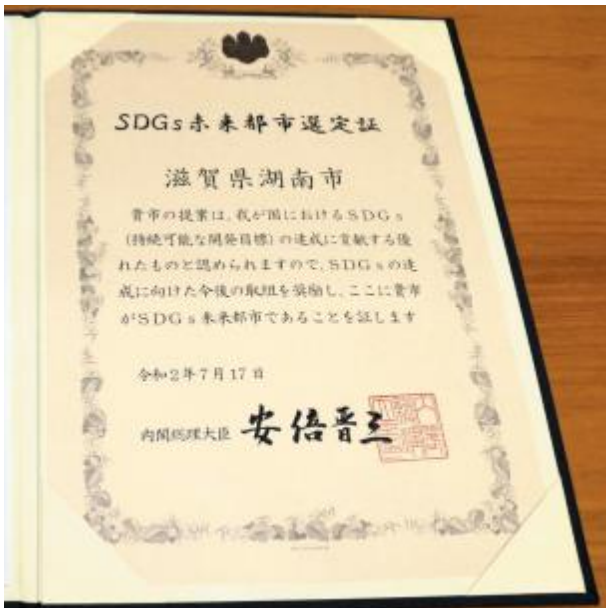 SDGs未来都市選定証
滋賀県湖南市
貴市の提案は、我が国におけるSDGs
(持続可能な開発目標)の達成に貢献する優
れたものと認められますので、SDGsの達
成に向けた今後の取組を奨励し、ここに貴市
がSDGs未来都市であることを証します
令和2年7月17日
内閣総理大臣 安倍晋三